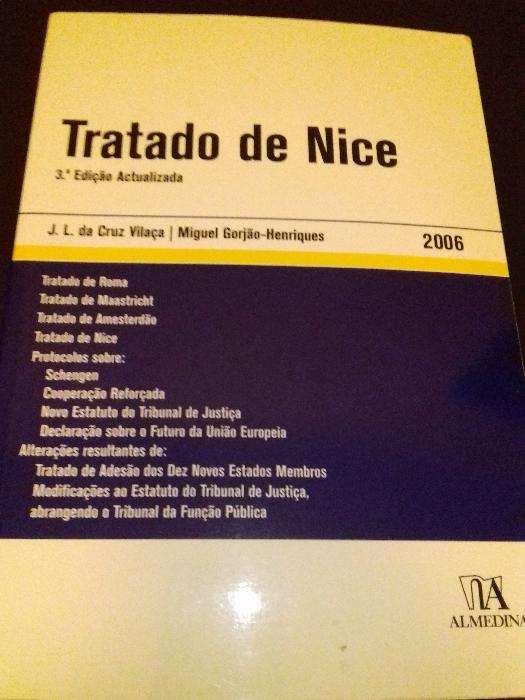 Tratado de Nice
3.ª Edição Actualizada
J. L. da Cruz Vilaça | Miguel Gorjão-Henriques
2006
Tratado de Roma
Tratado de Maastricht
Tratado de Amesterdão
Tratado de Nice
Protocolos sobre:
Schengen
Cooperação Reforçada
Novo Estatuto do Tribunal de Justiça
Declaração sobre o Futuro da União Europeia
Alterações resultantes de:
Tratado de Adesão dos Dez Novos Estados Membros
Modificações ao Estatuto do Tribunal de Justiça,
abrangendo o Tribunal da Função Pública
ALMEDINA